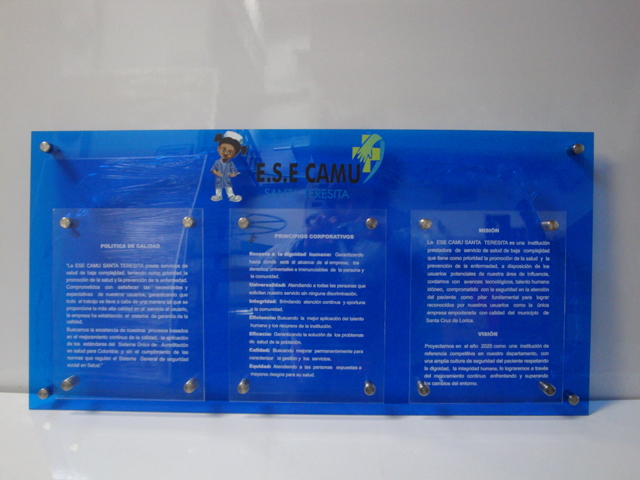 E.S.E CAMU
SANTA TERESITA
POLITICA DE CALIDAD
"La ESE CAMU SANTA TERESITA presta servicios de
salud de baja complejidad, teniendo como prioridad la
promoción de la salud y la prevención de la enfermedad.
Comprometidos con satisfacer las necesidades y
expectativas de nuestros usuarios, garantizando que
todo el trabajo se lleve a cabo de una manera tal que se
proporcione la más alta calidad en el servicio al usuario,
la empresa ha establecido el sistema de garantía de la
calidad.
Buscamos la excelencia de nuestros procesos basados
en el mejoramiento continuo de la calidad, la aplicación
de los estándares del Sistema Único de Acreditación
en salud para Colombia y en el cumplimiento de las
normas que regulan el Sistema General de seguridad
social en Salud"
PRINCIPIOS CORPORATIVOS
Respeto a la dignidad humana: Garantizando
hasta donde esté al alcance de la empresa, los
derechos universales e irrenunciables de la persona y
la comunidad.
Universalidad: Atendiendo a todas las personas que
soliciten nuestro servicio sin ninguna discriminación.
Integridad: Brindando atención continua y oportuna
a la comunidad.
Eficiencia: Buscando la mejor aplicación del talento
humano y los recursos de la institución.
Eficacia: Garantizando la solución de los problemas
de salud de la población.
Calidad: Buscando mejorar permanentemente para
caracterizar la gestión y los servicios.
Equidad: Atendiendo a las personas expuestas a
mayores riesgos para su salud.
MISIÓN
La ESE CAMU SANTA TERESITA es una institución
prestadora de servicio de salud de baja complejidad
que tiene como prioridad la promoción de la salud y la
prevención de la enfermedad, a disposición de los
usuarios potenciales de nuestra área de influencia,
contamos con avances tecnológicos, talento humano
idóneo, comprometido con la seguridad en la atención
del paciente como pilar fundamental para lograr
reconocidos por nuestros usuarios como la única
empresa empoderada con calidad del municipio de
Santa Cruz de Lorica.
VISIÓN
Proyectamos en el año 2020 como una institución de
referencia competitiva en nuestro departamento, con
una amplia cultura de seguridad del paciente respetando
la dignidad, la integridad humana, lo lograremos a través
del mejoramiento continuo enfrentando y superando
los cambios del entorno.